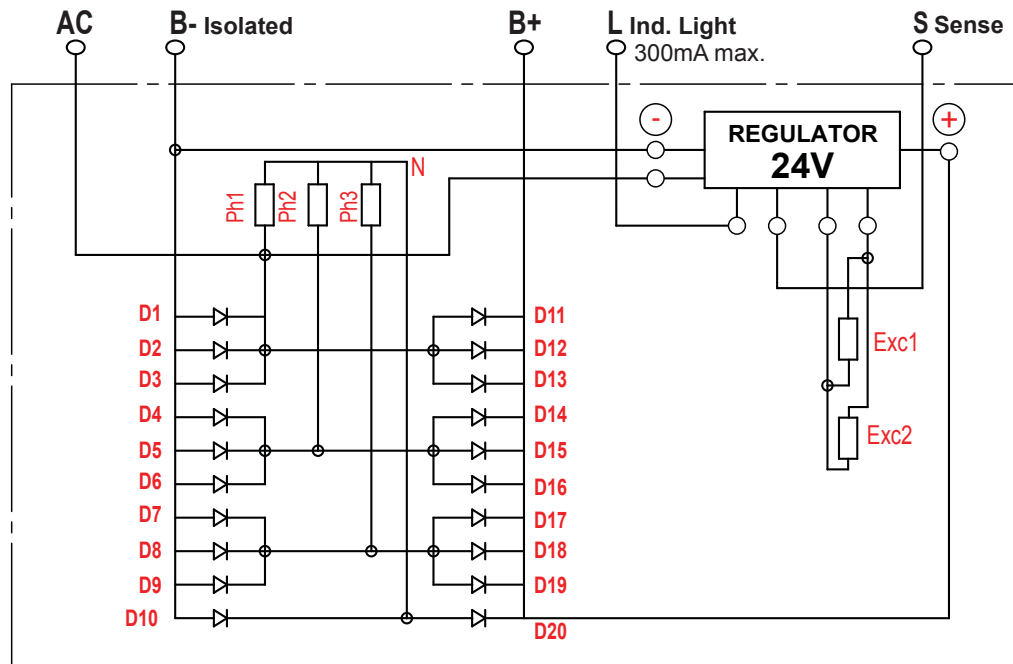 AC B- Isolated B+ L Ind. Light S Sense
300mA max.
- REGULATOR +
24V
N
Ph1 Ph2 Ph3
D1 D11
D2 D12 Exc1
D3 D13
D4 D14
D5 D15 Exc2
D6 D16
D7 D17
D8 D18
D9 D19
D10 D20